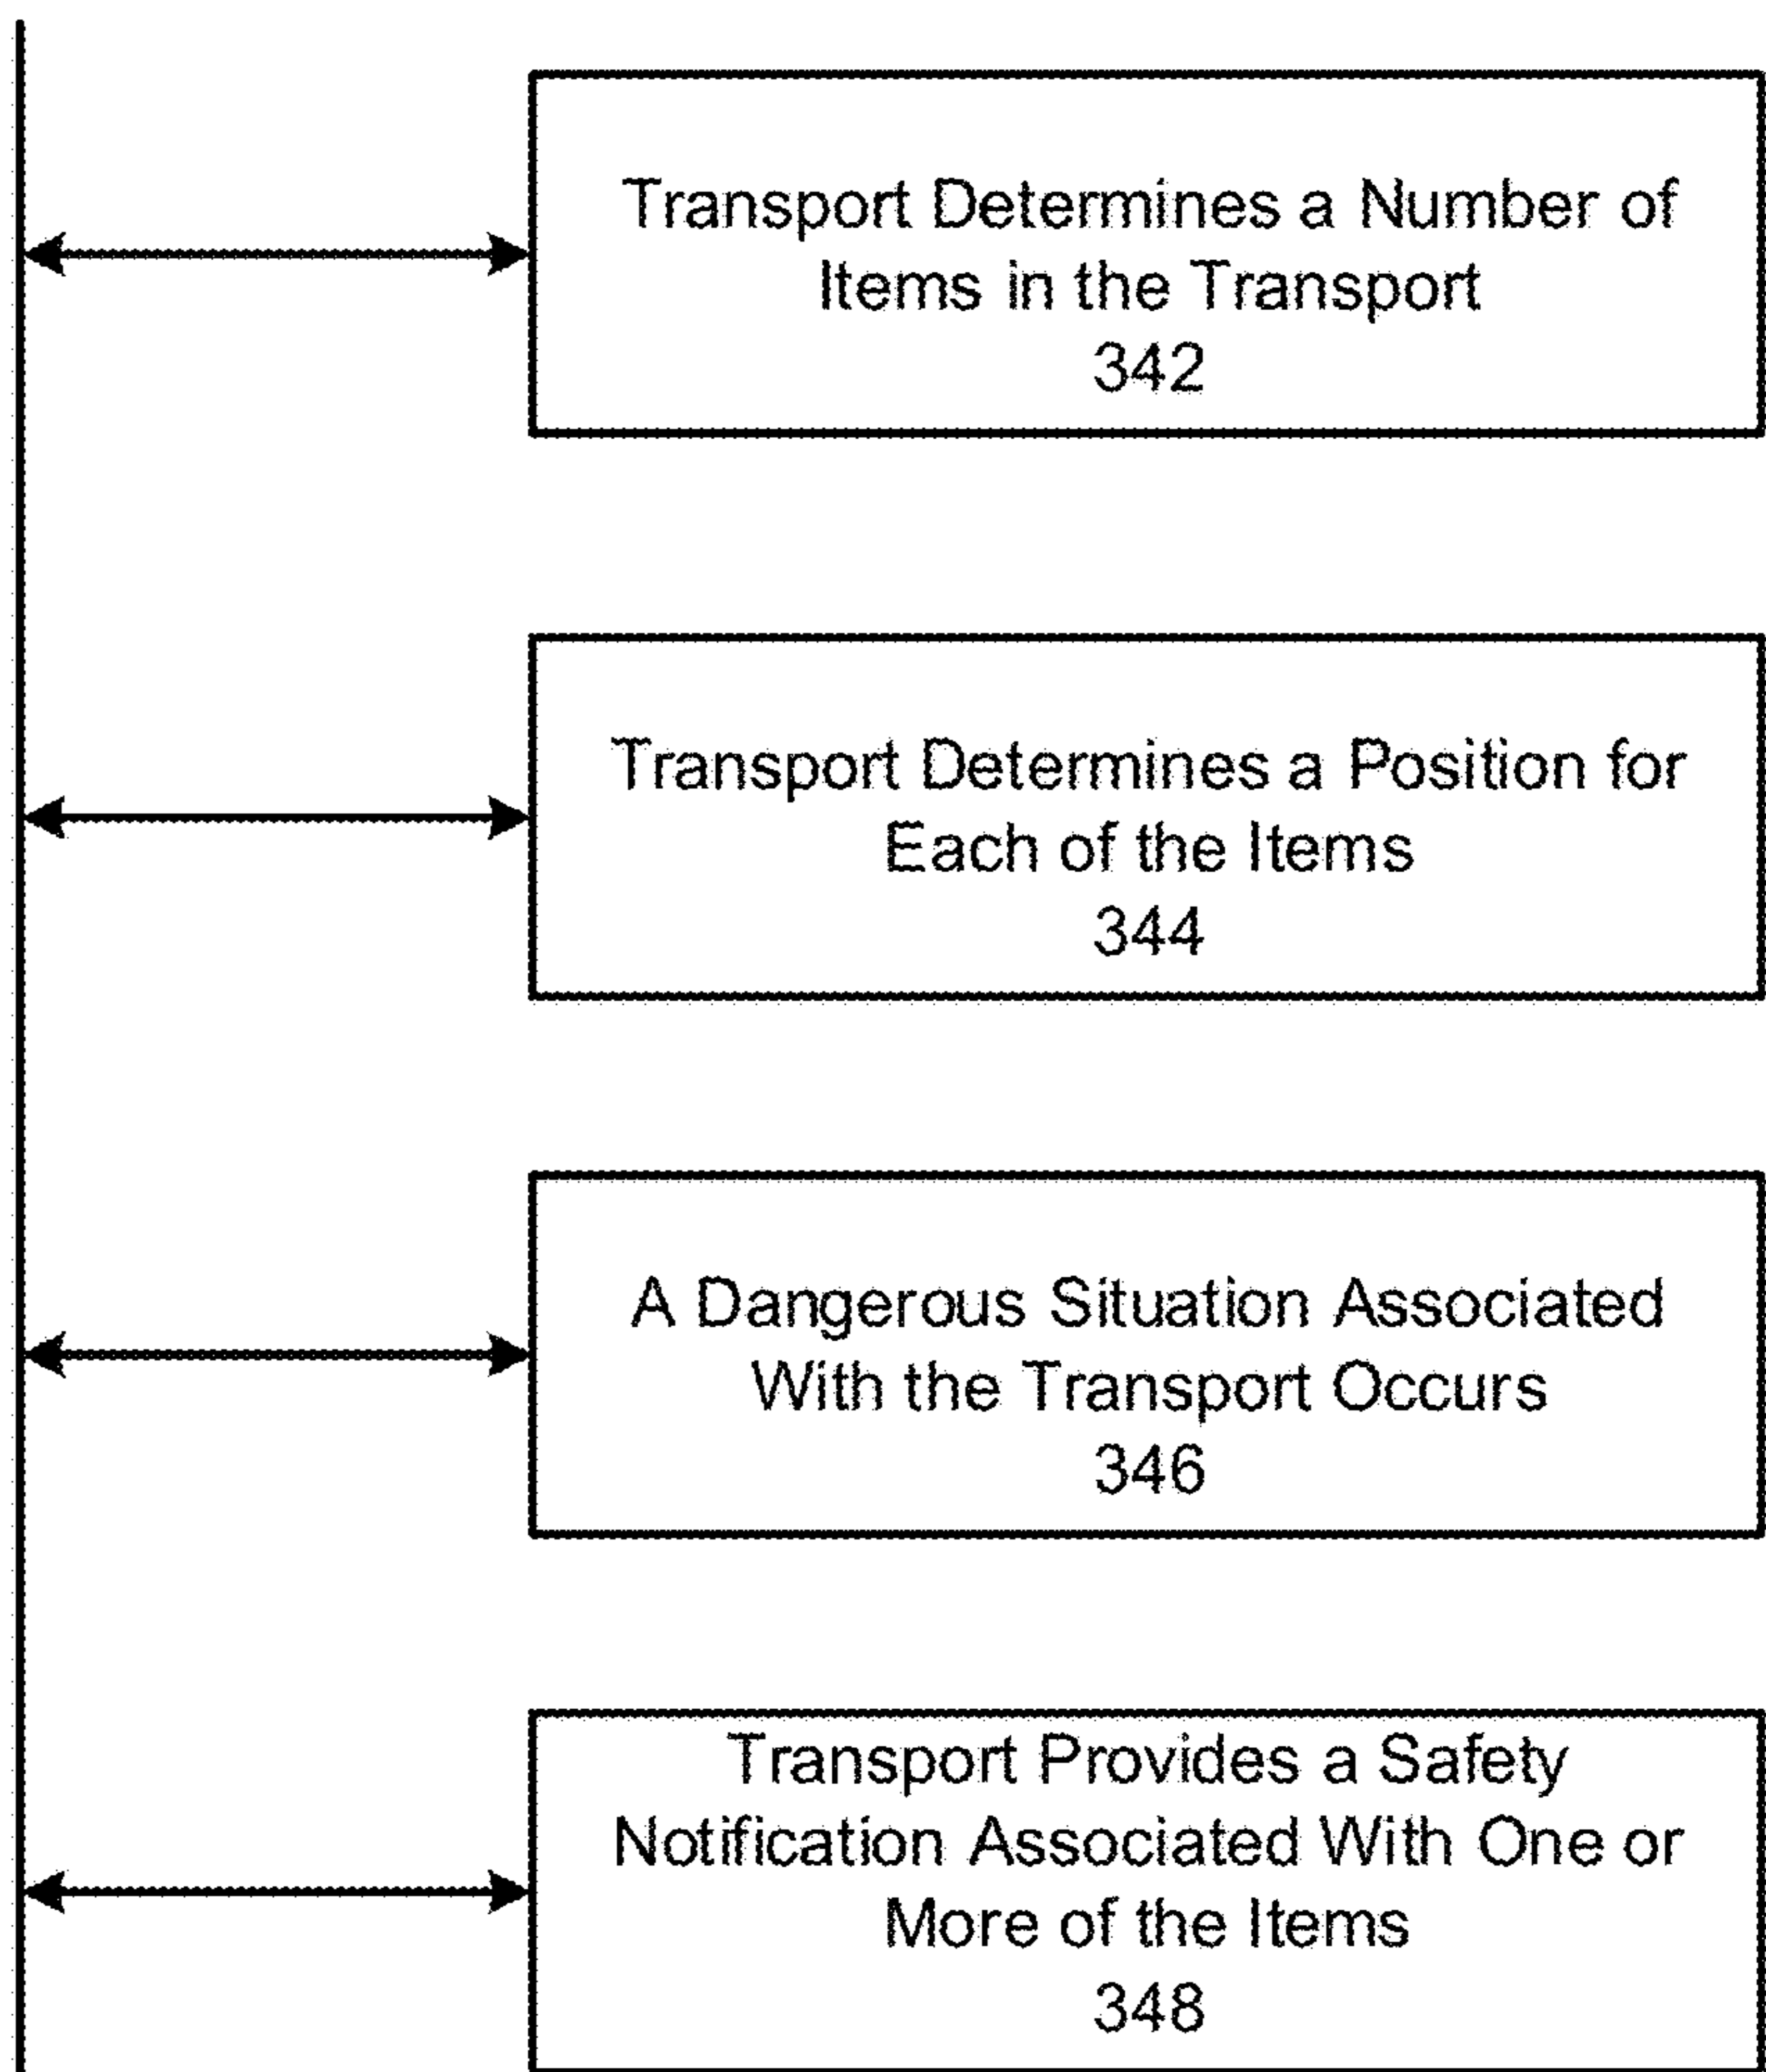 Transport Determines a Number of
Items in the Transport
342
Transport Determines a Position for
Each of the Items
344
A Dangerous Situation Associated
With the Transport Occurs
346
Transport Provides a Safety
Notification Associated With One or
More of the Items
348